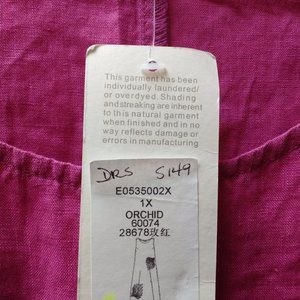 This garment has been
individually laundered/
or overdyed. Shading
and streaking are inherent
to this natural garment
when finished and in no
way reflects damage or
errors in manufacturing
DRS 5149
E0535002X
1X
ORCHID
60074
28678玫红